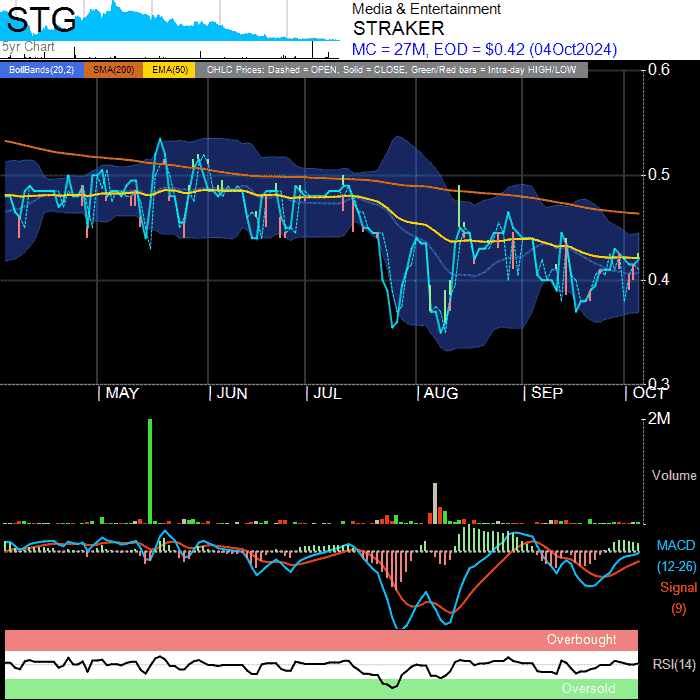 STG
5yr Chart
Media & Entertainment
STRAKER
MC = 27M, EOD = $0.42 (04Oct2024)
BollBands(20,2) SMA(200) EMA(50) OHLC Prices: Dashed = OPEN, Solid = CLOSE, Green/Red bars = Intra-day HIGH/LOW
0.6
0.5
0.4
0.3
MAY JUN JUL AUG SEP OCT
2M
Volume
MACD
(12-26)
Signal
(9)
Overbought
RSI(14)
Oversold